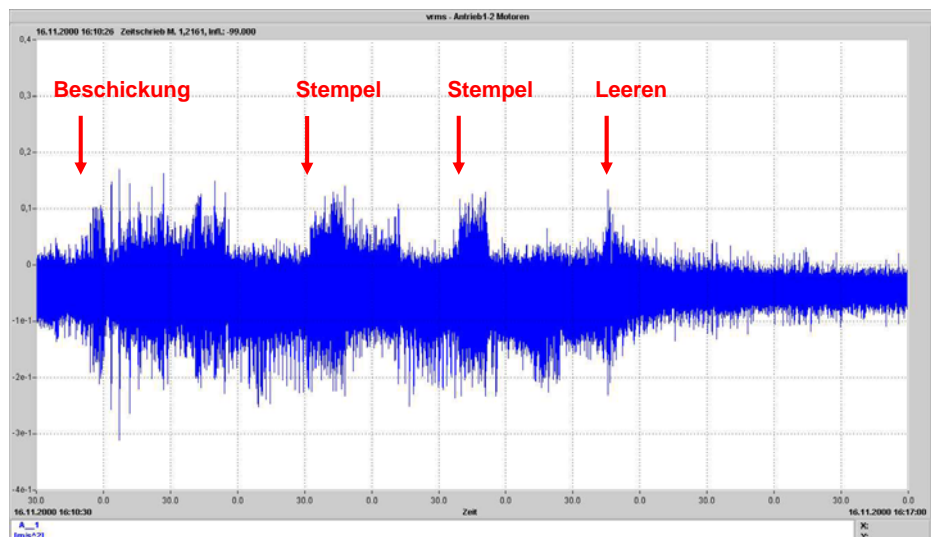 vrms - Antrieb1-2 Motoren
16.11.2000 16:10:26 Zeitschrieb M. 1,2161, Infl.: -99.000
0,4
0,3
Beschickung Stempel Stempel Leeren
0,2
0,1
0
-1e-1
-2e-1
-3e-1
-4e-1
30.0 0.0 30.0 0.0 30.0 0.0 30.0 0.0 30.0 0.0 30.0 0.0 30.0 0.0
16.11.2000 16:10:30 Zeit 16.11.2000 16:17:00
A__1 X:
[m/s^2] Y: